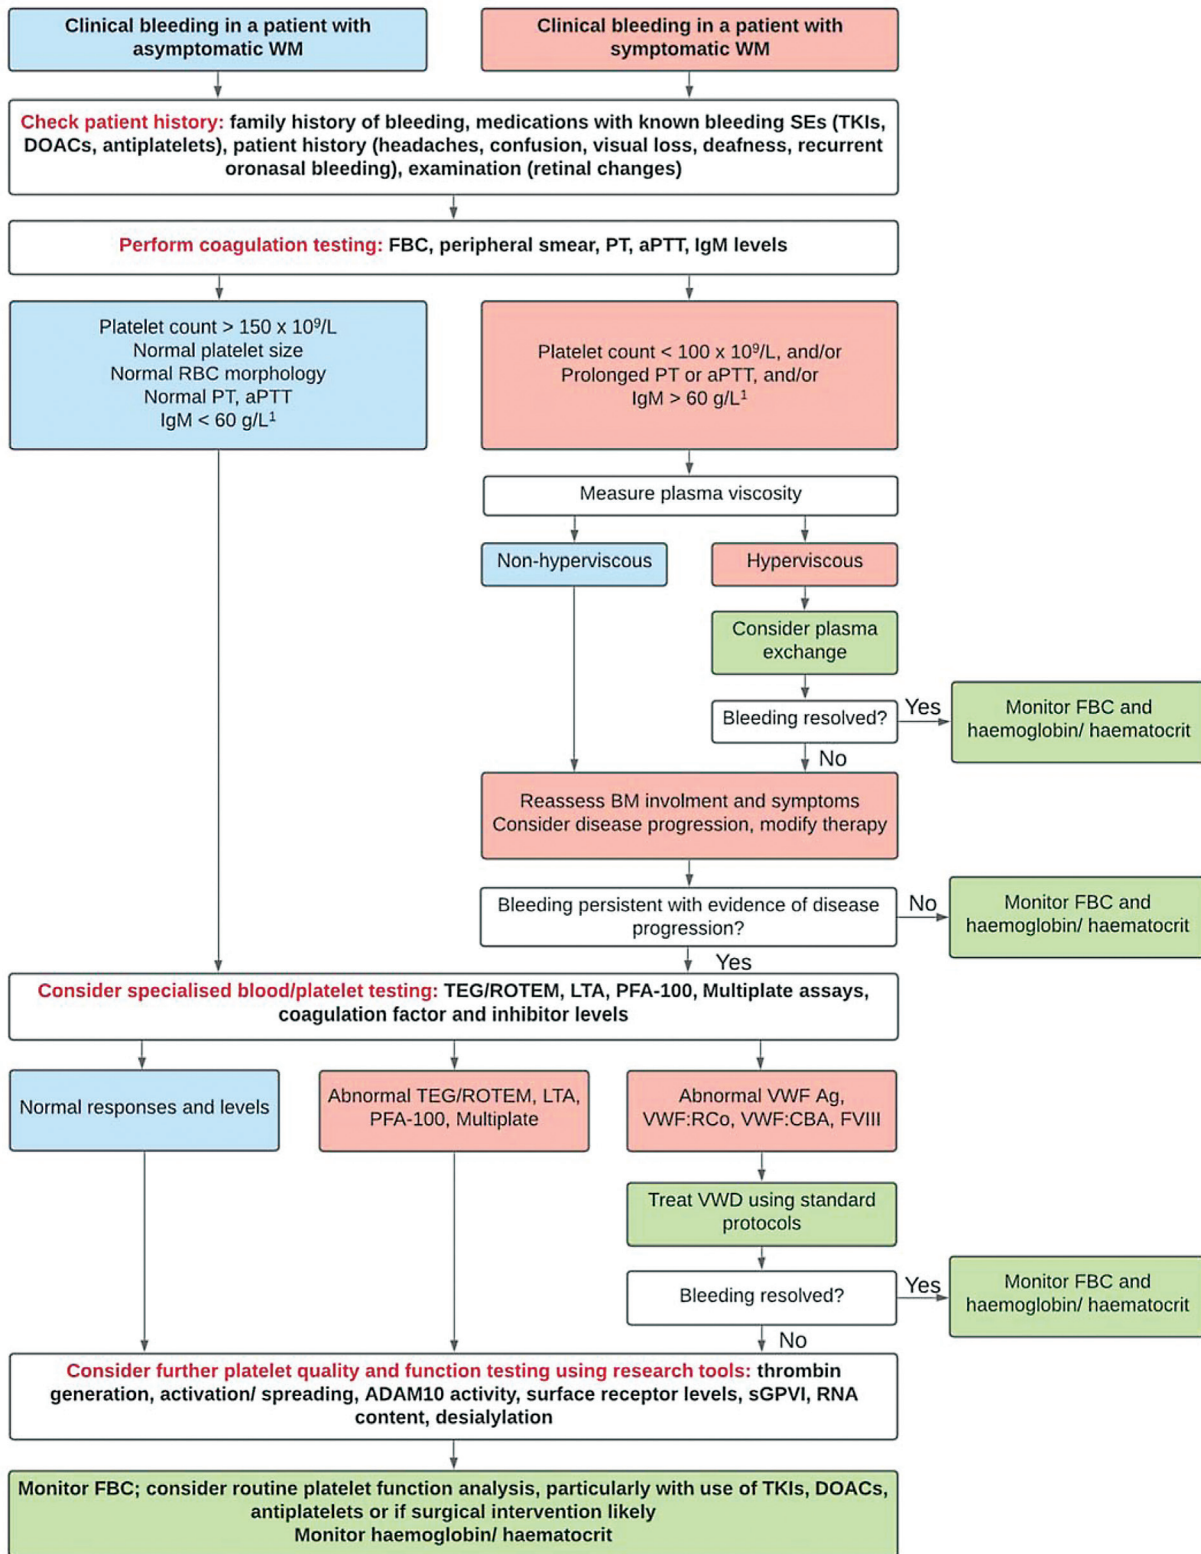 Clinical bleeding in a patient with
asymptomatic WM
Clinical bleeding in a patient with
symptomatic WM
Check patient history: family history of bleeding, medications with known bleeding SEs (TKIs,
DOACs, antiplatelets), patient history (headaches, confusion, visual loss, deafness, recurrent
oronasal bleeding), examination (retinal changes)
Perform coagulation testing: FBC, peripheral smear, PT, aPTT, IgM levels
Platelet count > 150 x 10⁹/L
Normal platelet size
Normal RBC morphology
Normal PT, aPTT
IgM < 60 g/L¹
Platelet count < 100 x 10⁹/L, and/or
Prolonged PT or aPTT, and/or
IgM > 60 g/L¹
Measure plasma viscosity
Non-hyperviscous
Hyperviscous
Consider plasma
exchange
Bleeding resolved?
Yes
Monitor FBC and
haemoglobin/ haematocrit
No
Reassess BM involment and symptoms
Consider disease progression, modify therapy
Bleeding persistent with evidence of disease
progression?
No
Monitor FBC and
haemoglobin/ haematocrit
Yes
Consider specialised blood/platelet testing: TEG/ROTEM, LTA, PFA-100, Multiplate assays,
coagulation factor and inhibitor levels
Normal responses and levels
Abnormal TEG/ROTEM, LTA,
PFA-100, Multiplate
Abnormal VWF Ag,
VWF:RCo, VWF:CBA, FVIII
Treat VWD using standard
protocols
Bleeding resolved?
Yes
Monitor FBC and
haemoglobin/ haematocrit
No
Consider further platelet quality and function testing using research tools: thrombin
generation, activation/ spreading, ADAM10 activity, surface receptor levels, sGPVI, RNA
content, desialylation
Monitor FBC; consider routine platelet function analysis, particularly with use of TKIs, DOACs,
antiplatelets or if surgical intervention likely
Monitor haemoglobin/ haematocrit